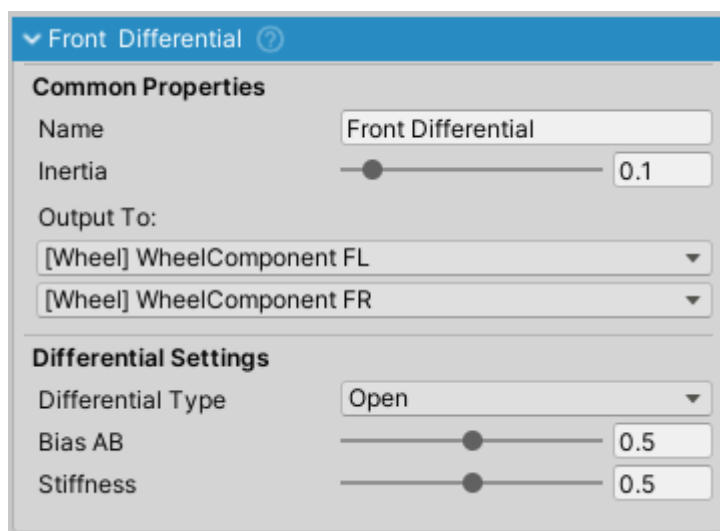 Front Differential ?
Common Properties
Name Front Differential
Inertia 0.1
Output To:
[Wheel] WheelComponent FL
[Wheel] WheelComponent FR
Differential Settings
Differential Type Open
Bias AB 0.5
Stiffness 0.5